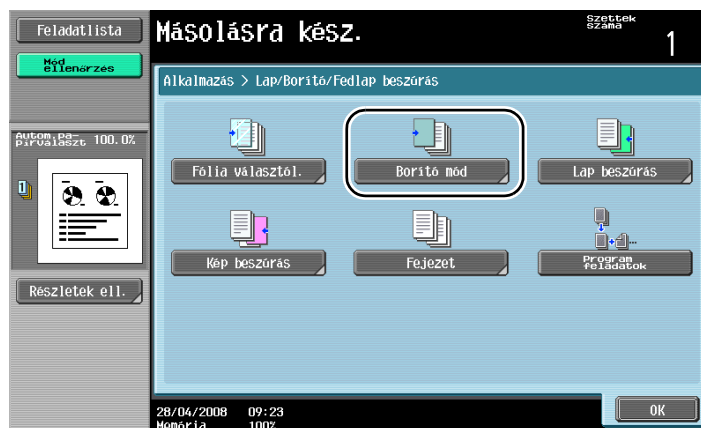 Feladatlista
Mód
ellenőrzés
Másolásra kész.
Szettek
száma
1
Alkalmazás > Lap/Borító/Fedlap beszúrás
Autom.pa-
pírválaszt 100.0%
Fólia választól.
Borító mód
Lap beszúrás
Kép beszúrás
Fejezet
Program
feladatok
Részletek ell.
OK
28/04/2008 09:23
Memória 100%